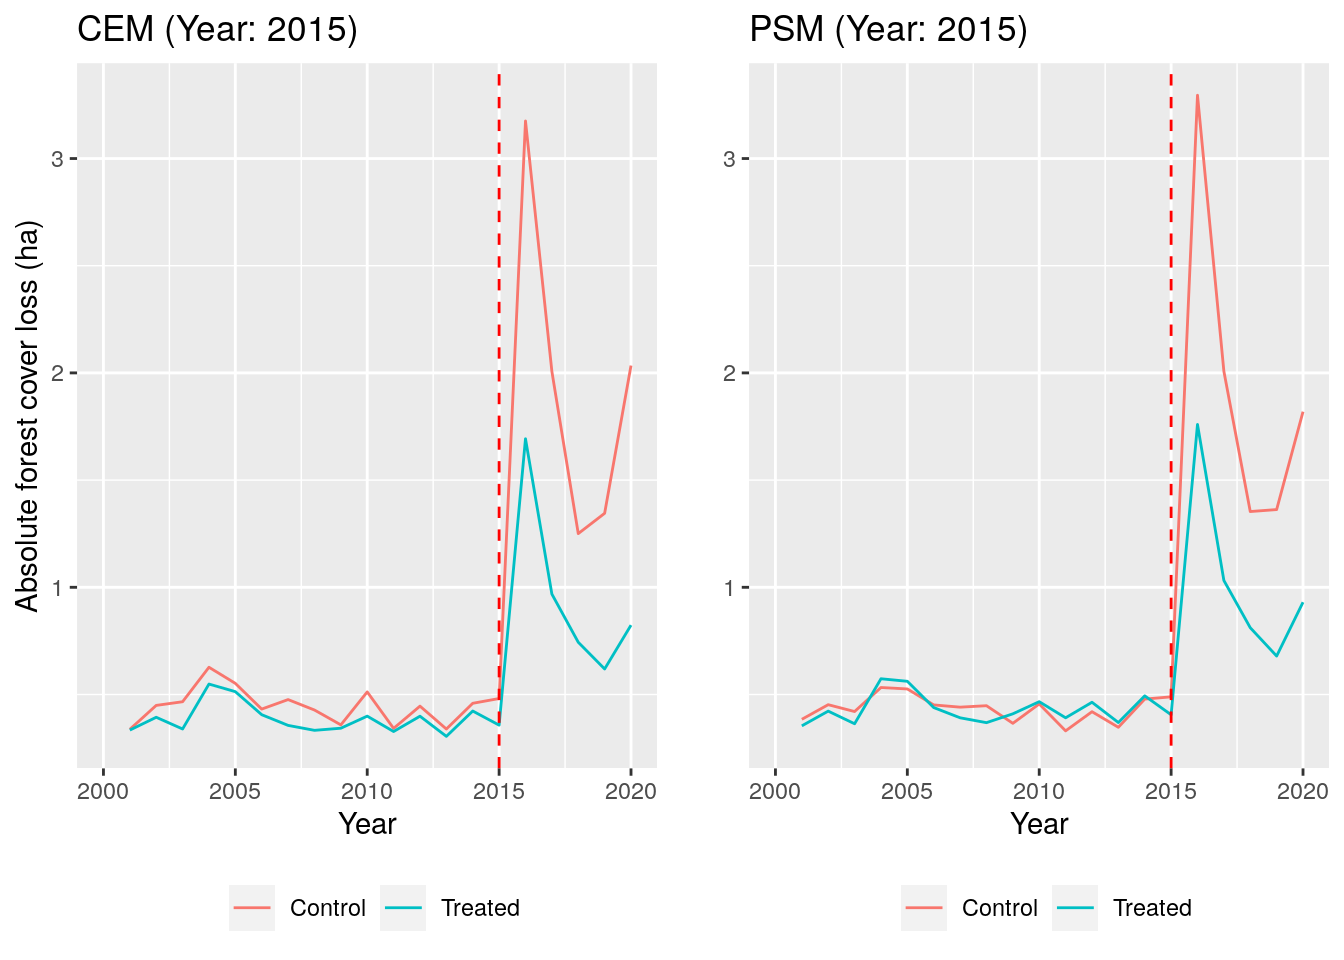 CEM (Year: 2015)
Absolute forest cover loss (ha)
3
2
1
2000 2005 2010 2015 2020
Year
Control Treated
PSM (Year: 2015)
3
2
1
2000 2005 2010 2015 2020
Year
Control Treated